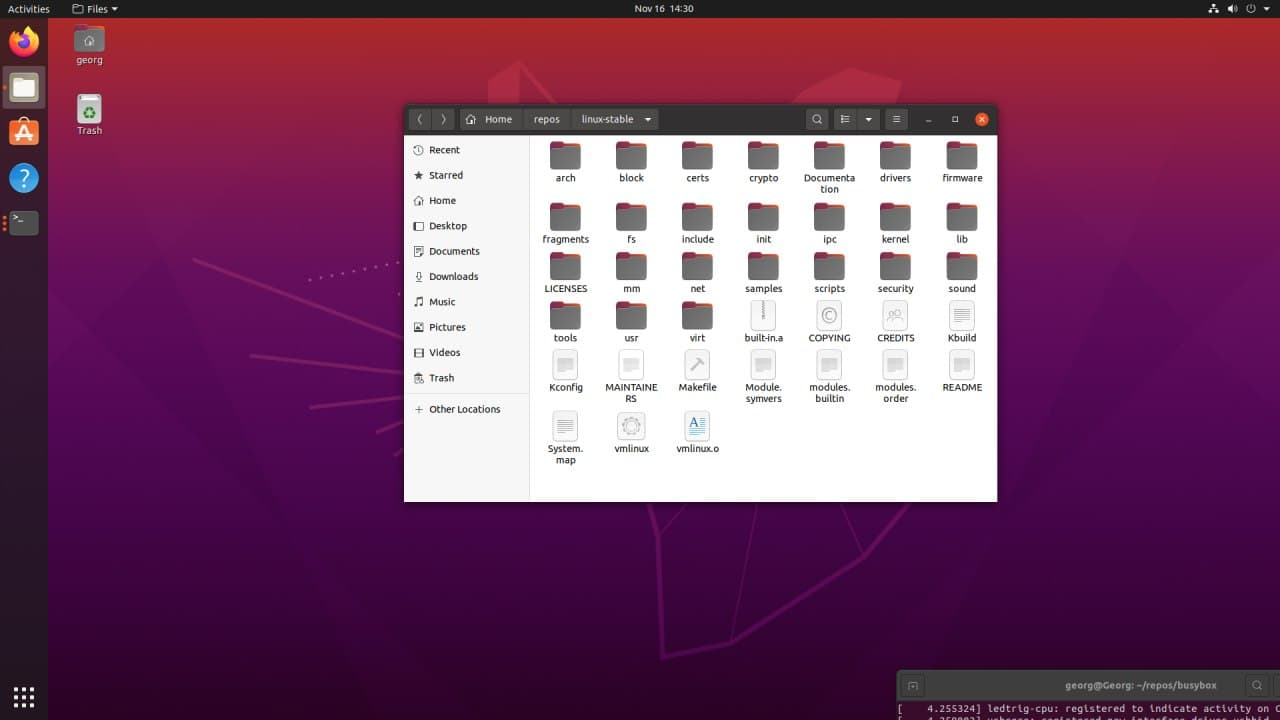 Activities Files Nov 16 14:30
georg
Trash
Home repos linux-stable
Recent
Starred
Home
Desktop
Documents
Downloads
Music
Pictures
Videos
Trash
Other Locations
arch block certs crypto Documenta drivers firmware
tion
fragments fs include init ipc kernel lib
LICENSES mm net samples scripts security sound
tools usr virt built-in.a COPYING CREDITS Kbuild
Kconfig MAINTAINE Makefile Module. modules. modules. README
RS symvers builtin order
System. vmlinux vmlinux.o
map
georg@Georg: ~/repos/busybox
[ 4.255324] ledtrig-cpu: registered to indicate activity on